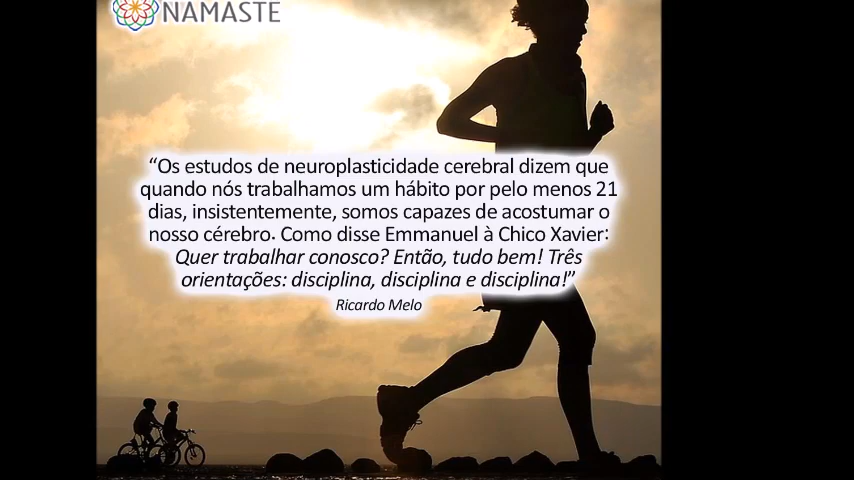 NAMASTE
“Os estudos de neuroplasticidade cerebral dizem que
quando nós trabalhamos um hábito por pelo menos 21
dias, insistentemente, somos capazes de acostumar o
nosso cérebro. Como disse Emmanuel à Chico Xavier:
Quer trabalhar conosco? Então, tudo bem! Três
orientações: disciplina, disciplina e disciplina!”
Ricardo Melo